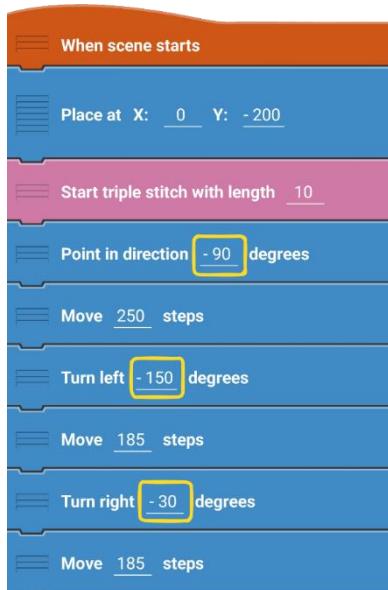 When scene starts
Place at X: 0 Y: - 200
Start triple stitch with length 10
Point in direction - 90 degrees
Move 250 steps
Turn left - 150 degrees
Move 185 steps
Turn right - 30 degrees
Move 185 steps